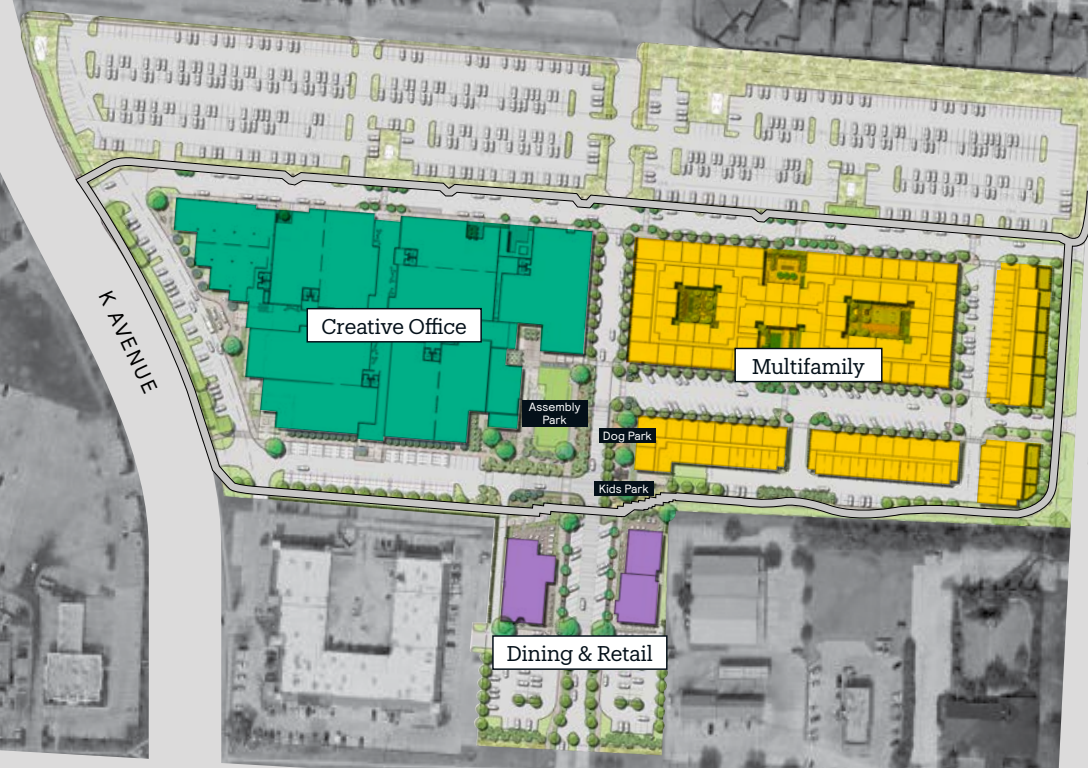 Creative Office
K AVENUE
Multifamily
Assembly
Park
Dog Park
Kids Park
Dining & Retail